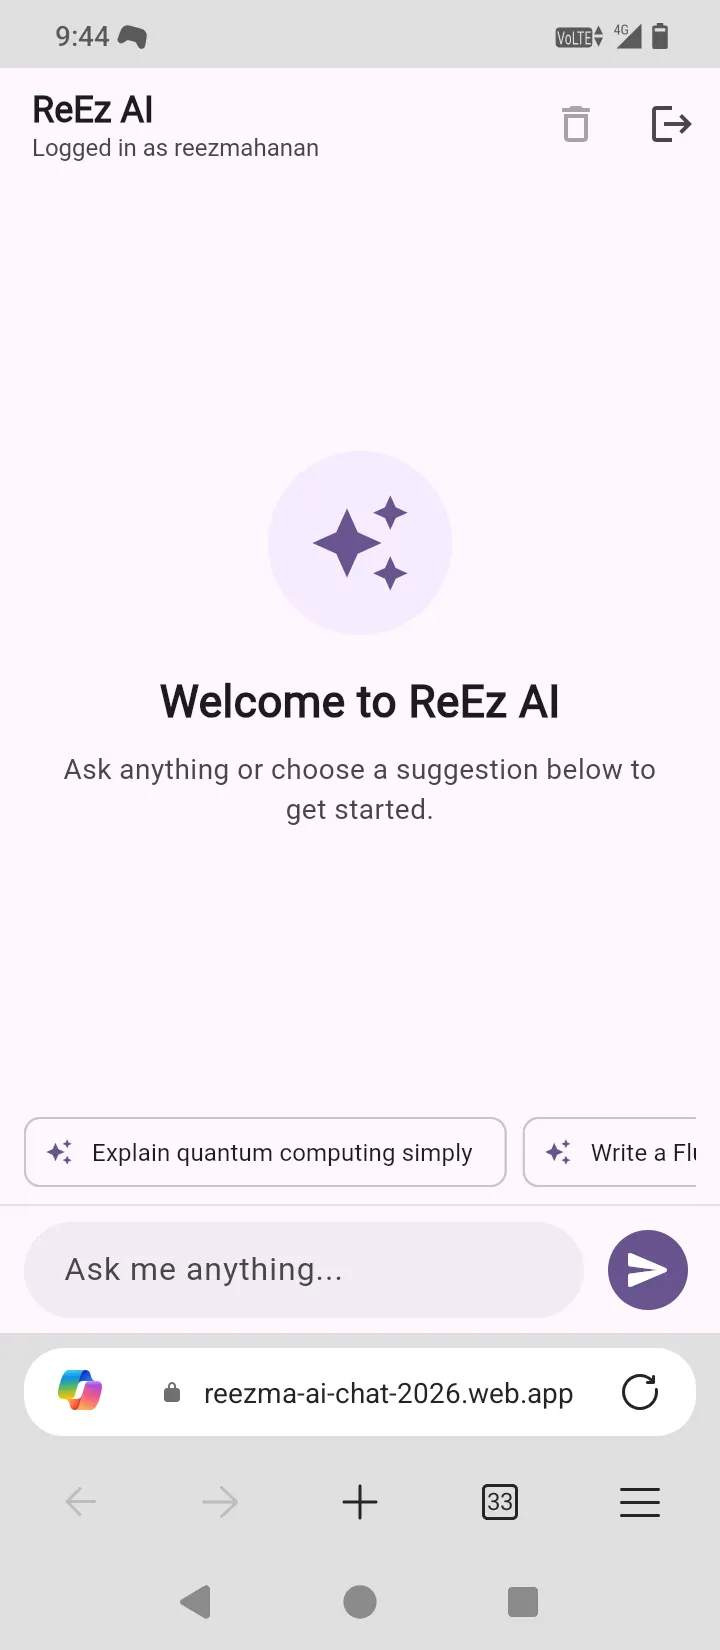 9:44
VoLTE 4G
ReEz AI
Logged in as reezmahanan
Welcome to ReEz AI
Ask anything or choose a suggestion below to
get started.
Explain quantum computing simply
Write a Flu
Ask me anything...
reezma-ai-chat-2026.web.app
33